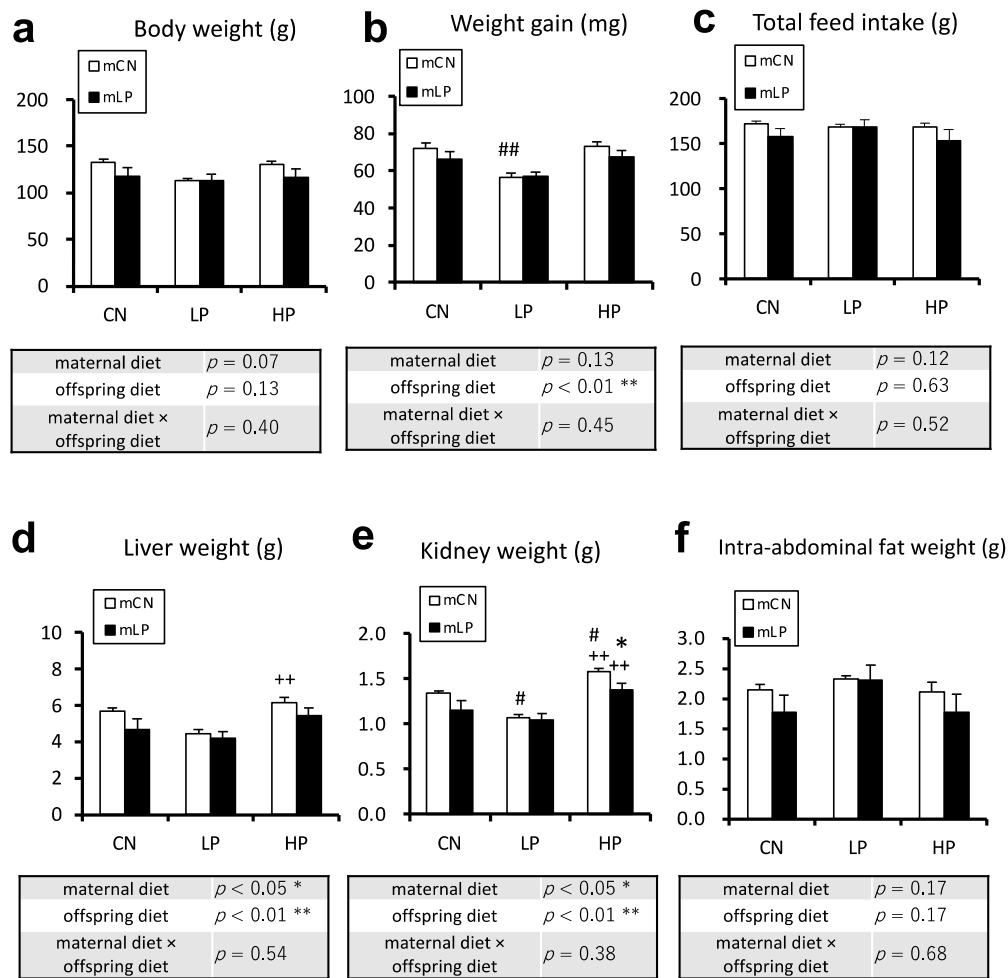 a Body weight (g)
mCN
mLP
200
150
100
50
0
CN LP HP
maternal diet p = 0.07
offspring diet p = 0.13
maternal diet ×
offspring diet p = 0.40
b Weight gain (mg)
mCN
mLP
100
80
60
40
20
0
##
CN LP HP
maternal diet p = 0.13
offspring diet p < 0.01 **
maternal diet ×
offspring diet p = 0.45
c Total feed intake (g)
mCN
mLP
200
150
100
50
0
CN LP HP
maternal diet p = 0.12
offspring diet p = 0.63
maternal diet ×
offspring diet p = 0.52
d Liver weight (g)
mCN
mLP
10
8
6
4
2
0
++
CN LP HP
maternal diet p < 0.05 *
offspring diet p < 0.01 **
maternal diet ×
offspring diet p = 0.54
e Kidney weight (g)
mCN
mLP
2.0
1.5
1.0
0.5
0.0
# *
++ ++
#
CN LP HP
maternal diet p < 0.05 *
offspring diet p < 0.01 **
maternal diet ×
offspring diet p = 0.38
f Intra-abdominal fat weight (g)
mCN
mLP
3.0
2.5
2.0
1.5
1.0
0.5
0.0
CN LP HP
maternal diet p = 0.17
offspring diet p = 0.17
maternal diet ×
offspring diet p = 0.68